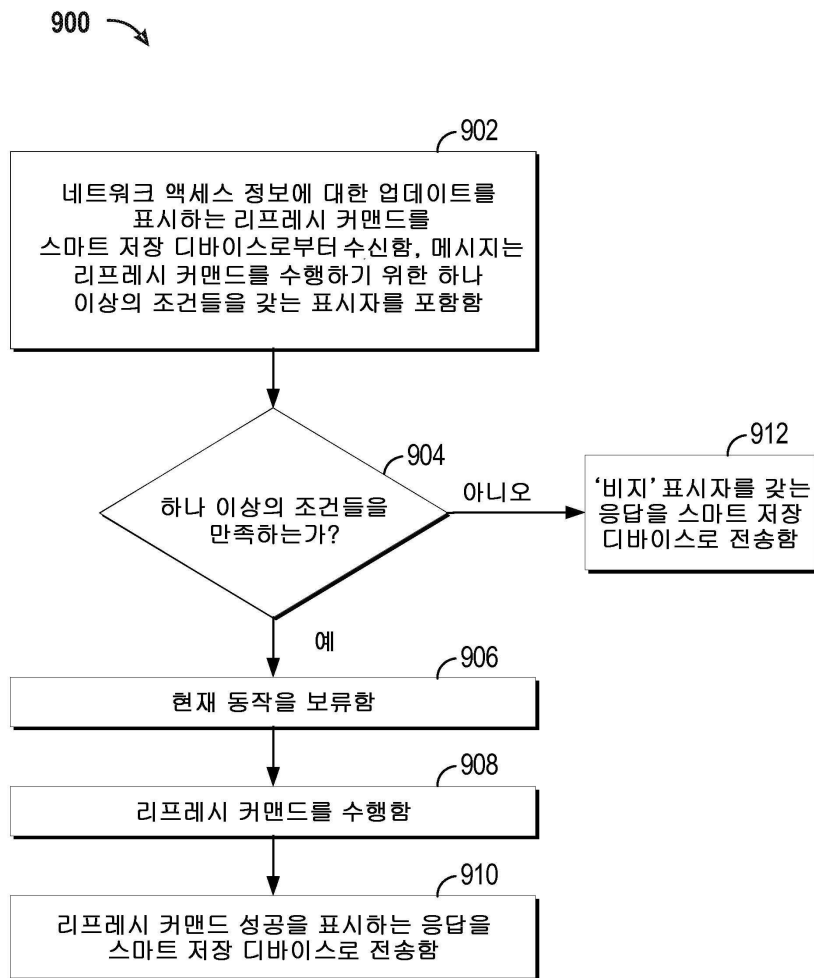 900
902
네트워크 액세스 정보에 대한 업데이트를
표시하는 리프레시 커맨드를
스마트 저장 디바이스로부터 수신함, 메시지는
리프레시 커맨드를 수행하기 위한 하나
이상의 조건들을 갖는 표시자를 포함함
904
하나 이상의 조건들을
만족하는가?
아니오
912
‘비지’ 표시자를 갖는
응답을 스마트 저장
디바이스로 전송함
예
906
현재 동작을 보류함
908
리프레시 커맨드를 수행함
910
리프레시 커맨드 성공을 표시하는 응답을
스마트 저장 디바이스로 전송함